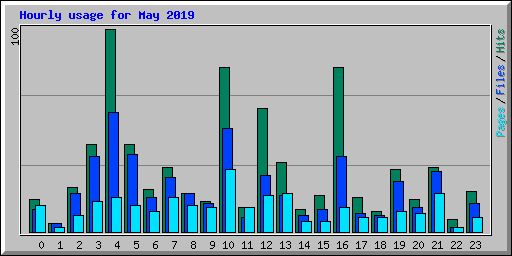 Hourly usage for May 2019
100
Pages/Files/Hits
0 1 2 3 4 5 6 7 8 9 10 11 12 13 14 15 16 17 18 19 20 21 22 23